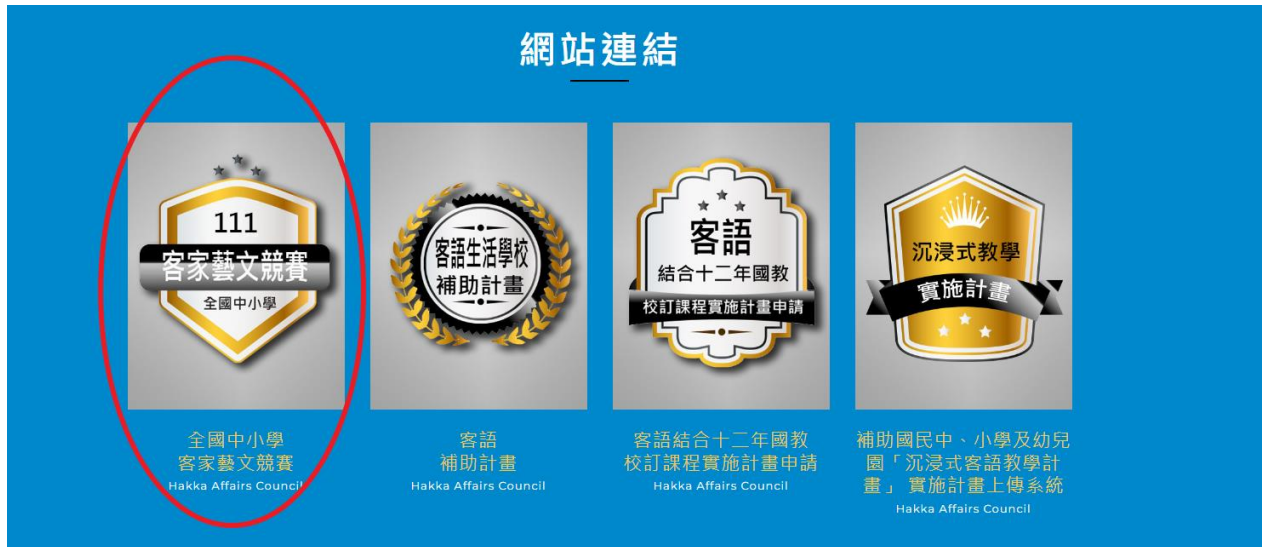 網站連結
111
客家藝文競賽
全國中小學
全國中小學
客家藝文競賽
Hakka Affairs Council
客語生活學校
補助計畫
客語
補助計畫
Hakka Affairs Council
客語
結合十二年國教
校訂課程實施計畫申請
客語結合十二年國教
校訂課程實施計畫申請
Hakka Affairs Council
沉浸式教學
實施計畫
補助國民中、小學及幼兒
園「沉浸式客語教學計
畫」 實施計畫上傳系統
Hakka Affairs Council